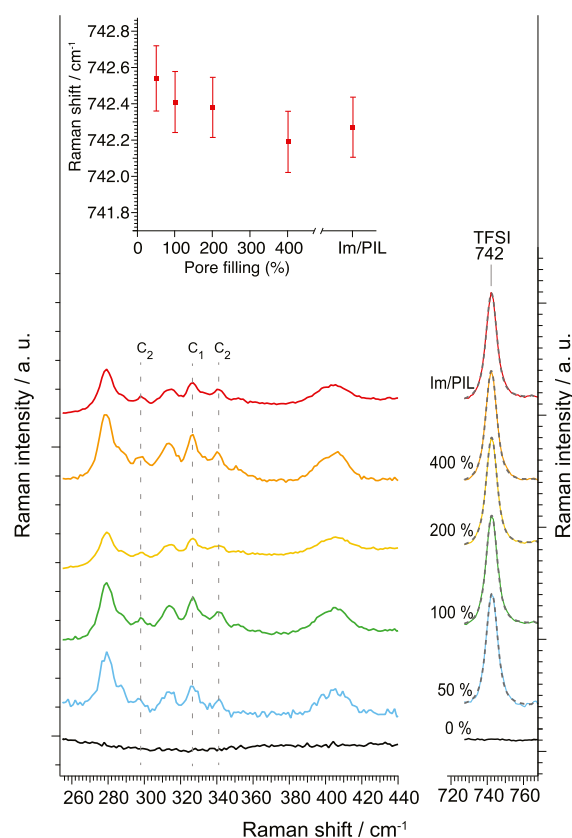 742.8
742.6
742.4
742.2
742.0
741.8
Raman shift / cm-1
0 100 200 300 400 Im/PIL
Pore filling (%)
TFSI
742
C2 C1 C2
Im/PIL
400 %
200 %
100 %
50 %
0 %
Raman intensity / a. u.
Raman intensity / a. u.
260 280 300 320 340 360 380 400 420 440 720 740 760
Raman shift / cm-1